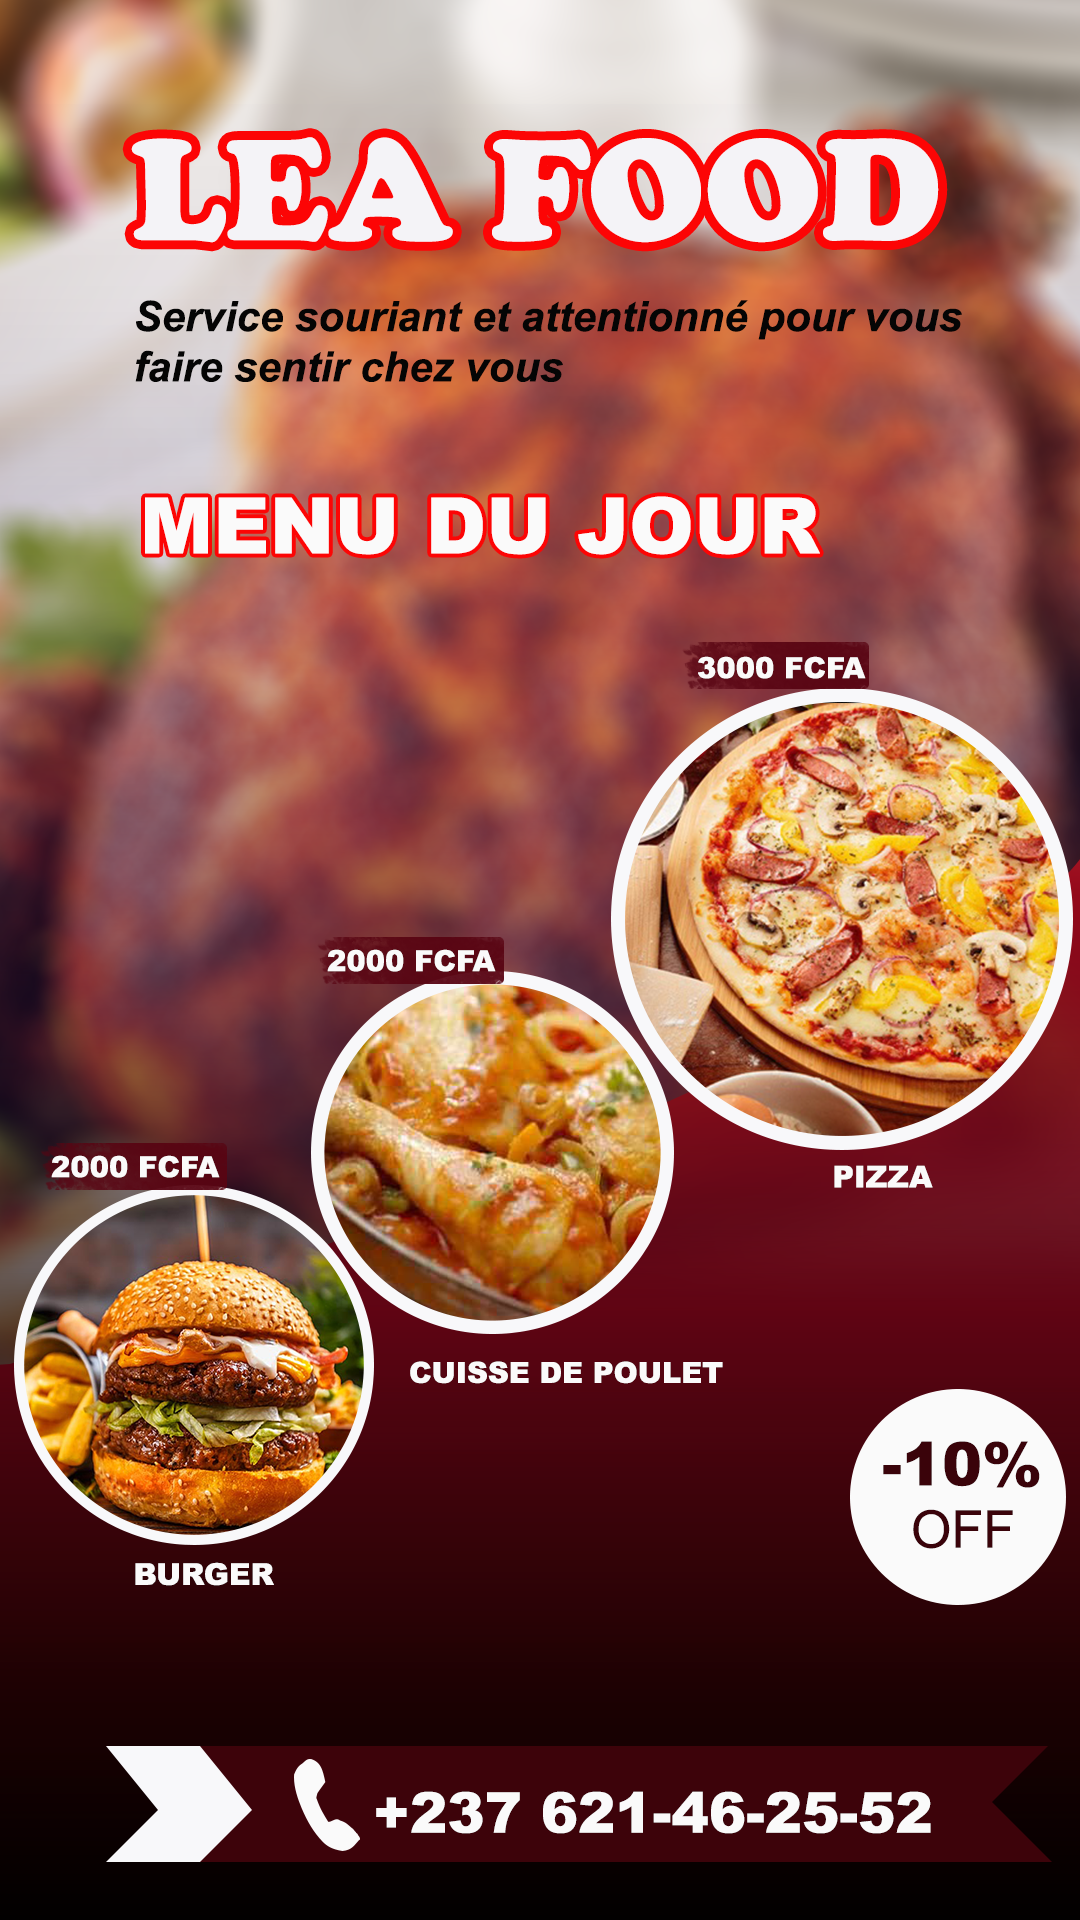 LEA FOOD
Service souriant et attentionné pour vous
faire sentir chez vous
MENU DU JOUR
3000 FCFA
PIZZA
2000 FCFA
CUISSE DE POULET
2000 FCFA
BURGER
-10%
OFF
+237 621-46-25-52